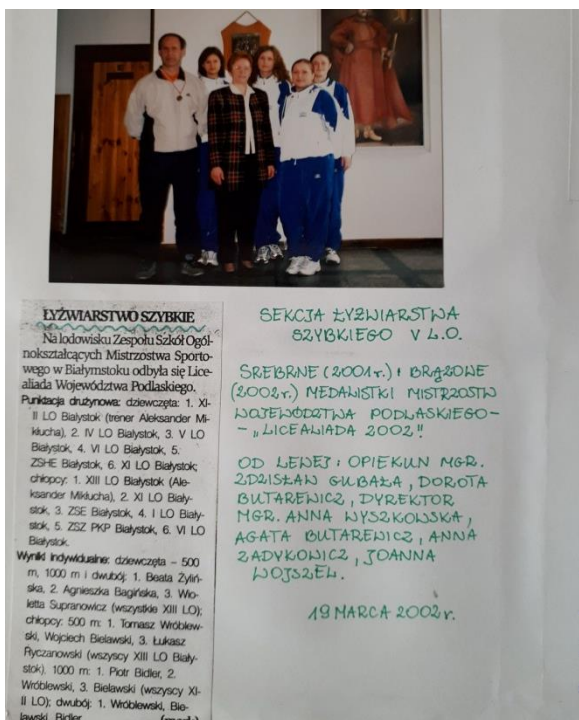 ŁYŻWIARSTWO SZYBKIE
Na lodowisku Zespołu Szkół Ogól-
nokształcących Mistrzostwa Sporto-
wego w Białymstoku odbyła się Lice-
aliada Województwa Podlaskiego.
Punktacja drużynowa: dziewczęta: 1. XI-
II LO Białystok (trener Aleksander Mi-
kłucha), 2. IV LO Białystok, 3. V LO
Białystok, 4. VI LO Białystok, 5.
ZSHE Białystok, 6. XI LO Białystok;
chłopcy: 1. XIII LO Białystok (Ale-
ksander Mikłucha), 2. XI LO Biały-
stok, 3. ZSE Białystok, 4. I LO Biały-
stok, 5. ZSZ PKP Białystok, 6. VI LO
Białystok.
Wyniki indywidualne: dziewczęta – 500
m, 1000 m i dwubój: 1. Beata Żyliń-
ska, 2. Agnieszka Bagińska, 3. Wio-
letta Supranowicz (wszystkie XIII LO);
chłopcy: 500 m: 1. Tomasz Wróblew-
ski, Wojciech Bielawski, 3. Łukasz
Ryczanowski (wszyscy XIII LO Biały-
stok), 1000 m: 1. Piotr Bidler, 2.
Wróblewski, 3. Bielawski (wszyscy XI-
II LO); dwubój: 1. Wróblewski, Bie-
lawski, Bidler.
SEKCJA ŁYŻWIARSTWA
SZYBKIEGO V L.O.
SREBRNE (2001r.) i BRĄZOWE
(2002r.) MEDALISTKI MISTRZOSTW
WOJEWÓDZTWA PODLASKIEGO-
- „LICEALIADA 2002"!
OD LEWEJ: OPIEKUN MGR.
ZDZISŁAW GUBAŁA, DOROTA
BUTAREWICZ, DYREKTOR
MGR. ANNA WYSZKOWSKA,
AGATA BUTAREWICZ, ANNA
ZADYKOWICZ, JOANNA
WOJSZEL.
19 MARCA 2002r.